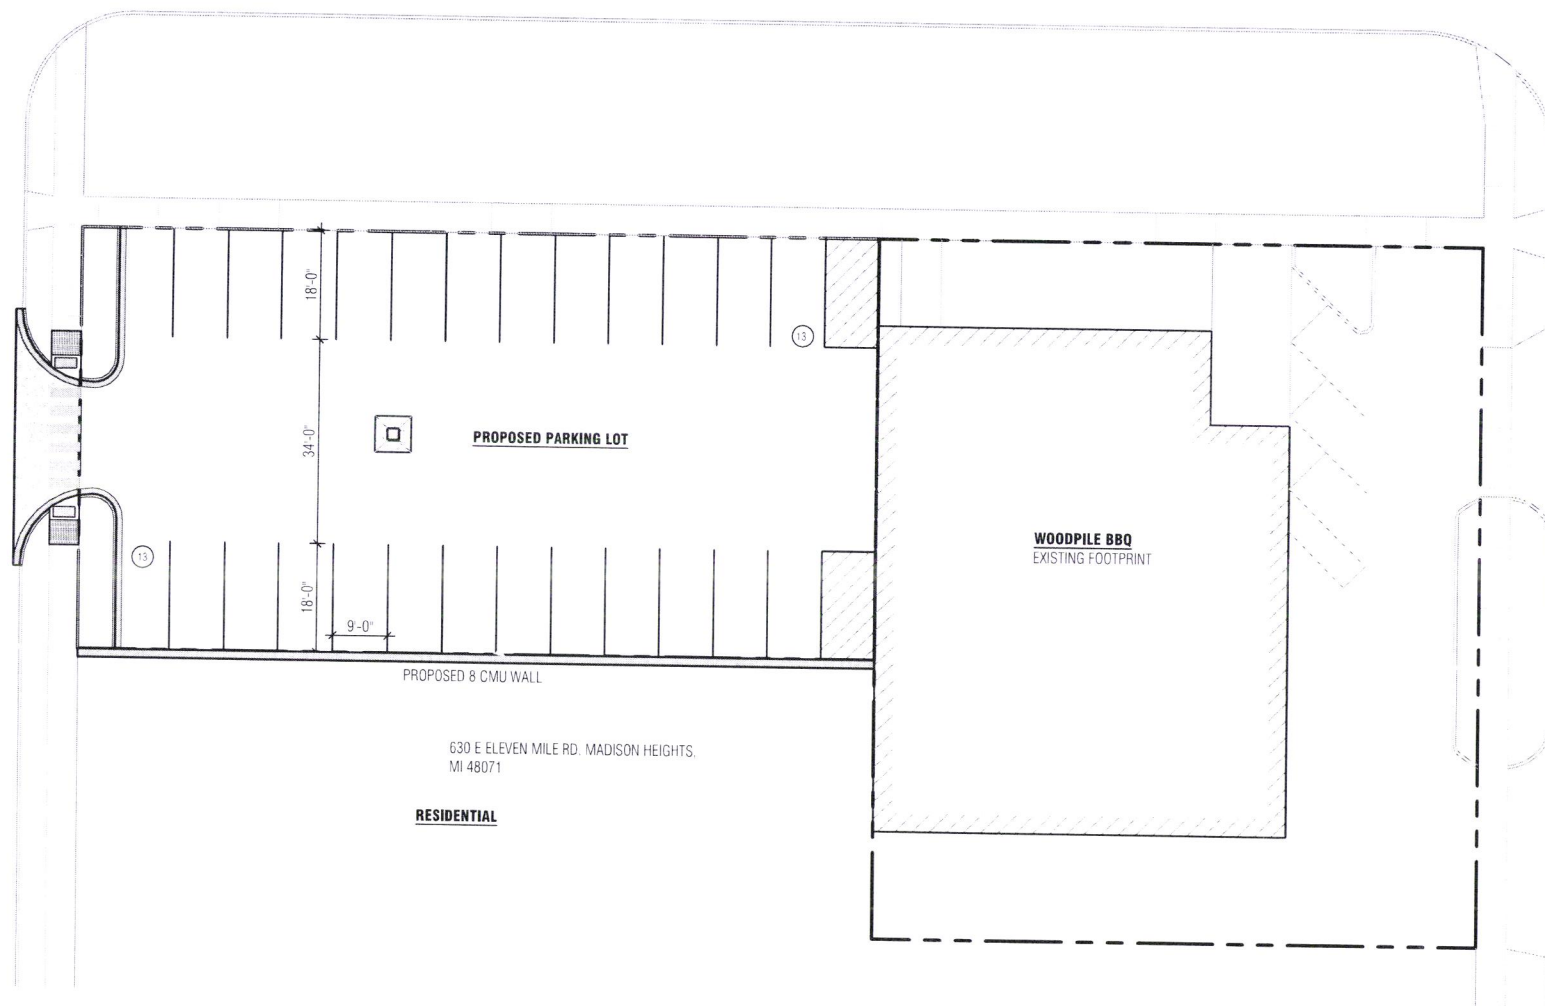 18'-0"
13
34'-0"
PROPOSED PARKING LOT
WOODPILE BBQ
EXISTING FOOTPRINT
13
18'-0"
9'-0"
PROPOSED 8 CMU WALL
630 E ELEVEN MILE RD. MADISON HEIGHTS,
MI 48071
RESIDENTIAL